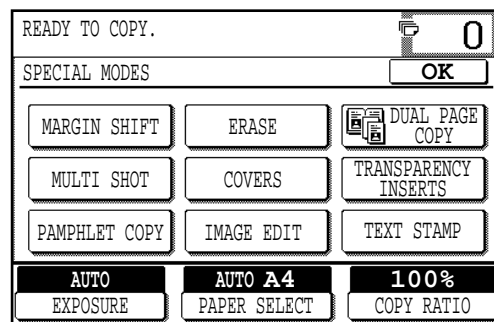 READY TO COPY.
0
SPECIAL MODES
OK
MARGIN SHIFT
ERASE
DUAL PAGE
COPY
MULTI SHOT
COVERS
TRANSPARENCY
INSERTS
PAMPHLET COPY
IMAGE EDIT
TEXT STAMP
AUTO
AUTO A4
100%
EXPOSURE
PAPER SELECT
COPY RATIO